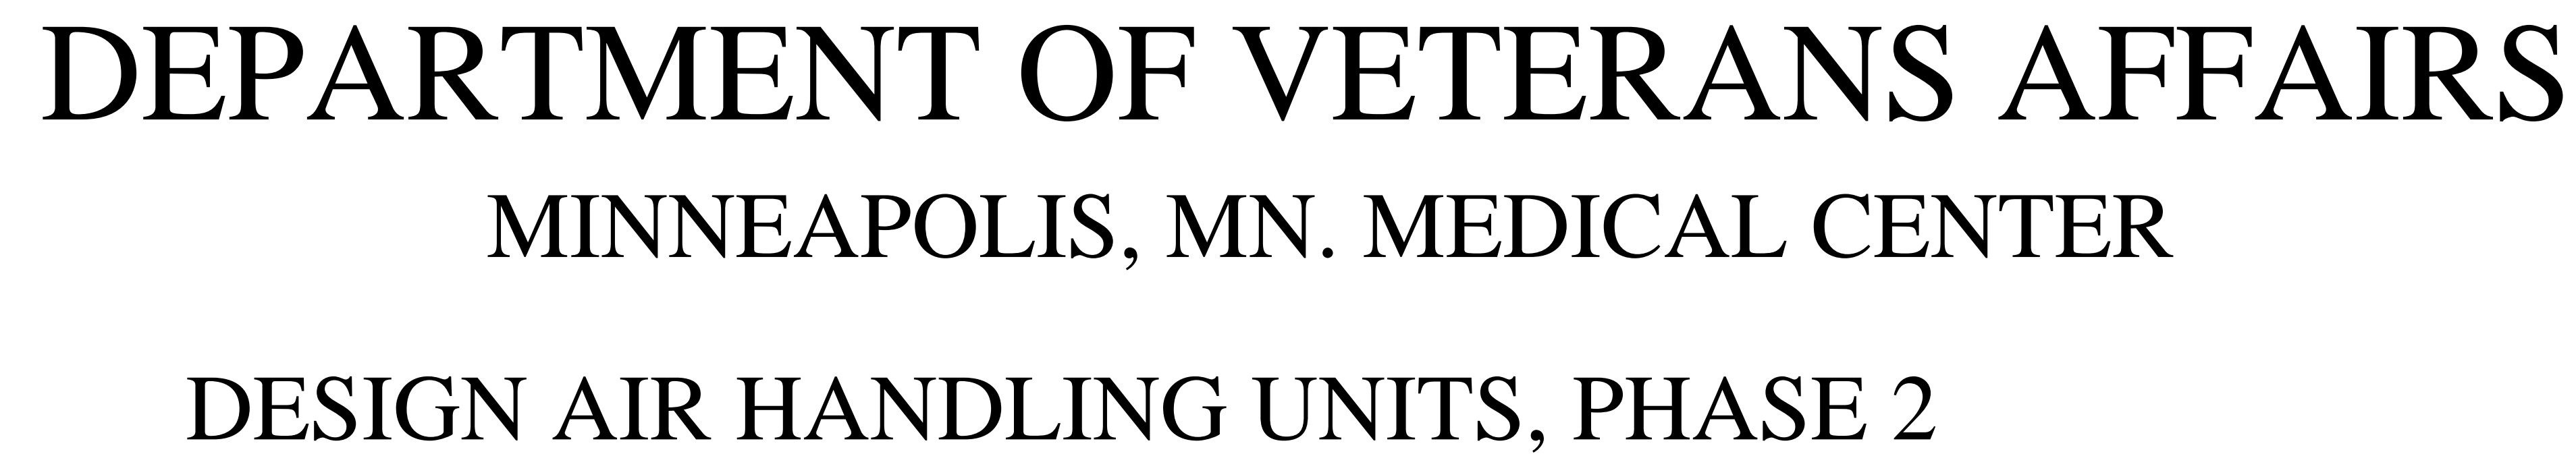 DEPARTMENT OF VETERANS AFFAIRS
MINNEAPOLIS, MN. MEDICAL CENTER
DESIGN AIR HANDLING UNITS, PHASE 2